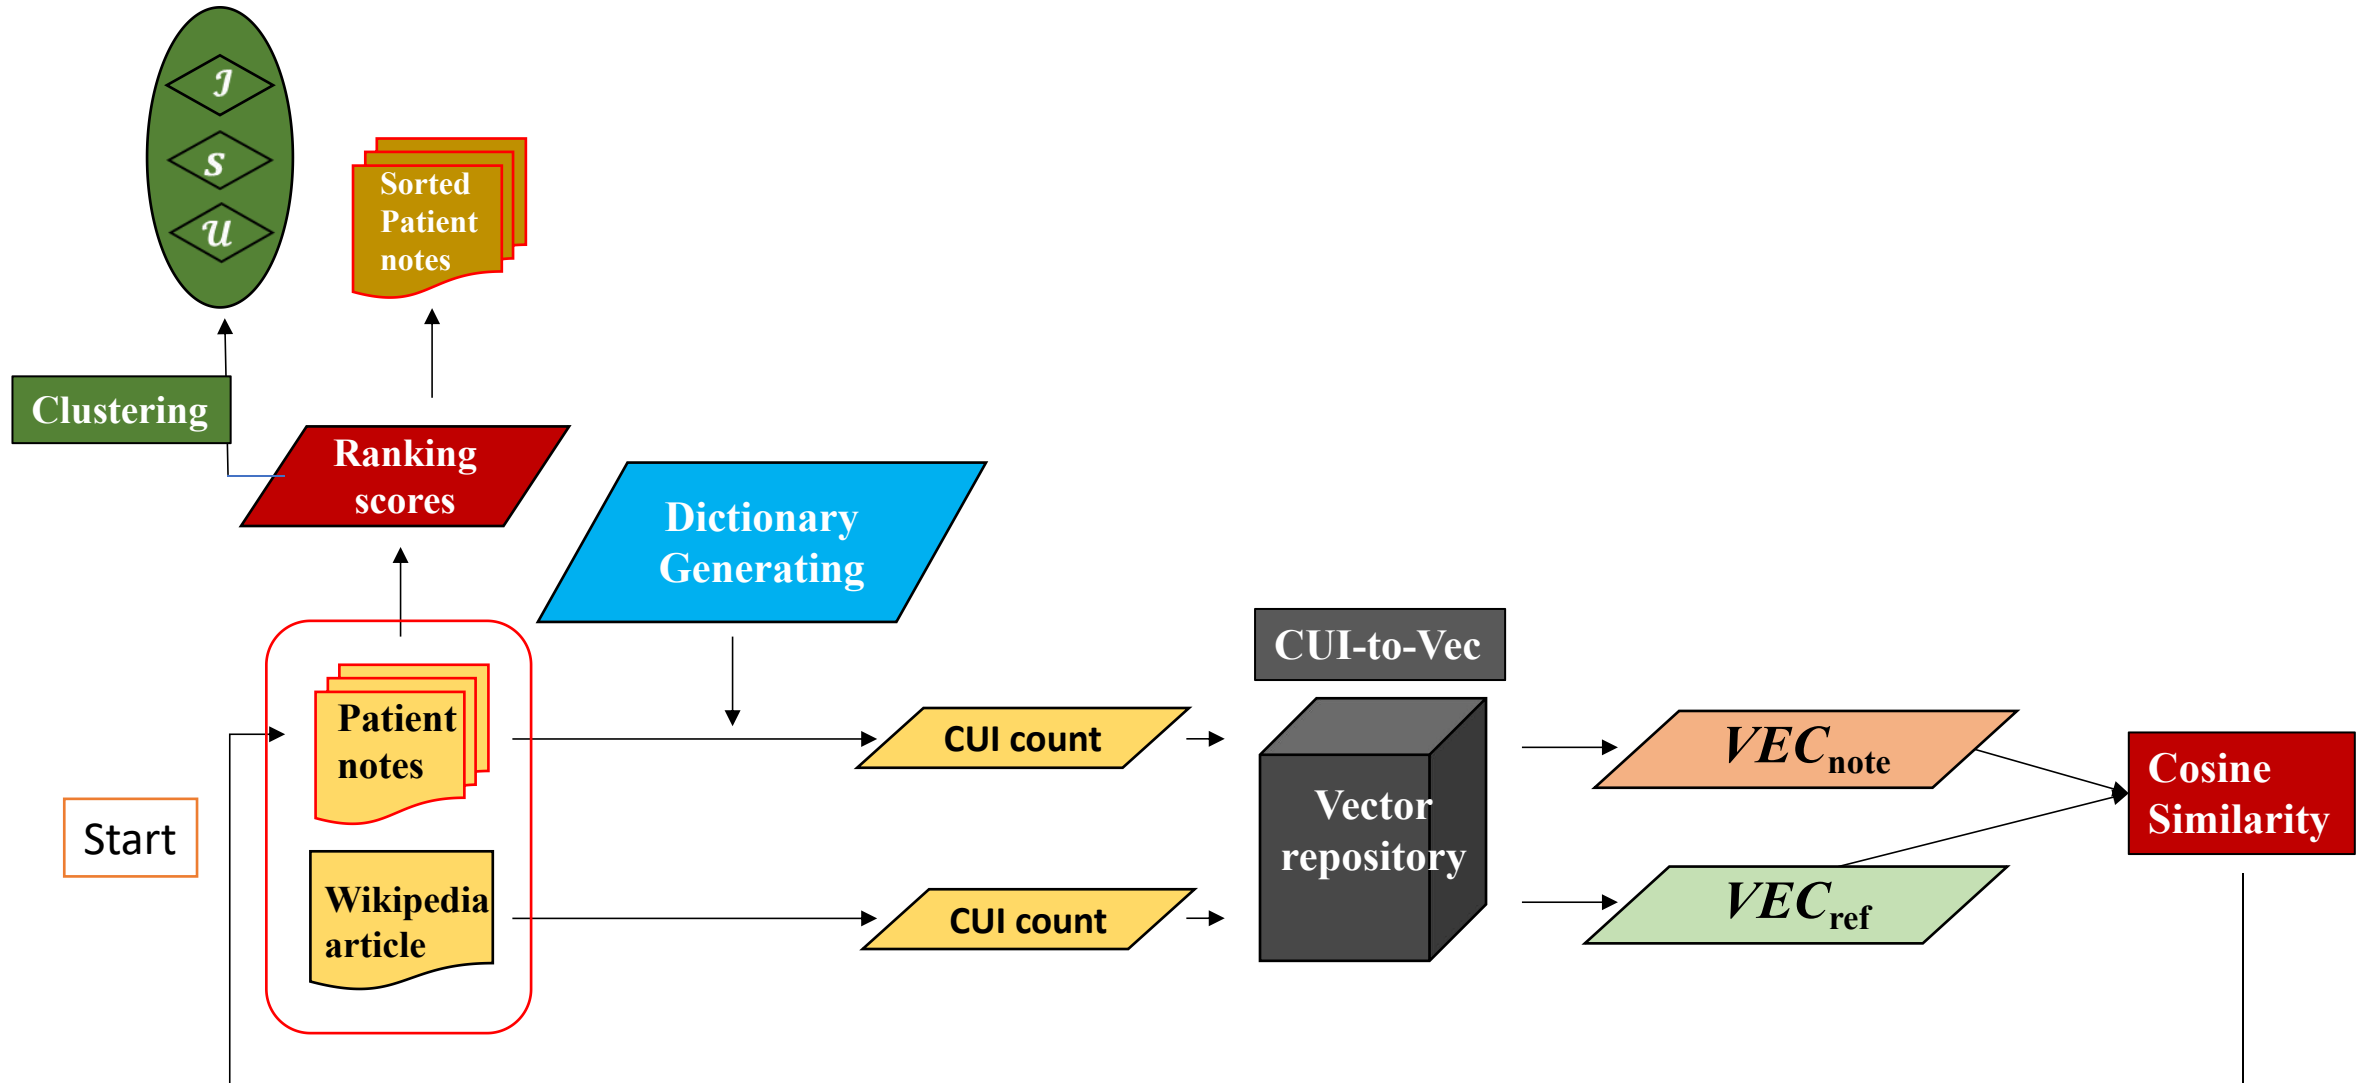 𝒥
S
𝒰
Sorted
Patient
notes
Clustering
Ranking
scores
Dictionary
Generating
CUI-to-Vec
Patient
notes
CUI count
Vector
repository
VECnote
Cosine
Similarity
Start
Wikipedia
article
CUI count
VECref